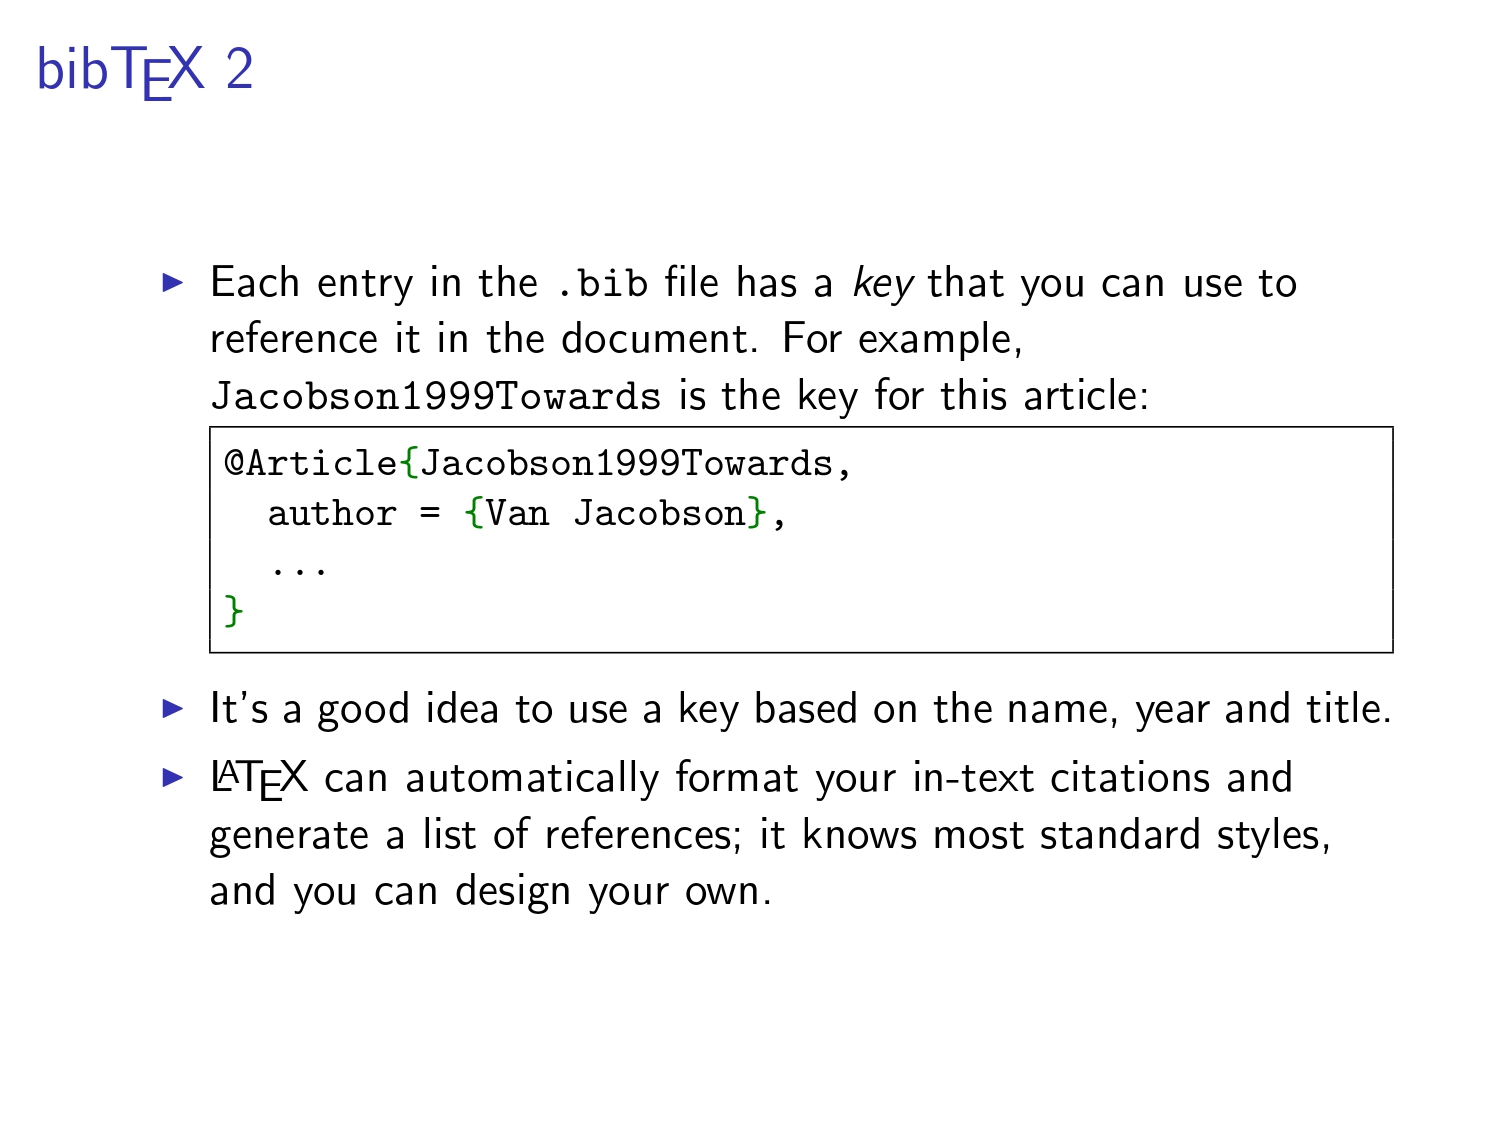 bibTEX 2
▶ Each entry in the .bib file has a key that you can use to
reference it in the document. For example,
Jacobson1999Towards is the key for this article:
@Article{Jacobson1999Towards,
  author = {Van Jacobson},
  ...
}
▶ It's a good idea to use a key based on the name, year and title.
▶ LATEX can automatically format your in-text citations and
generate a list of references; it knows most standard styles,
and you can design your own.